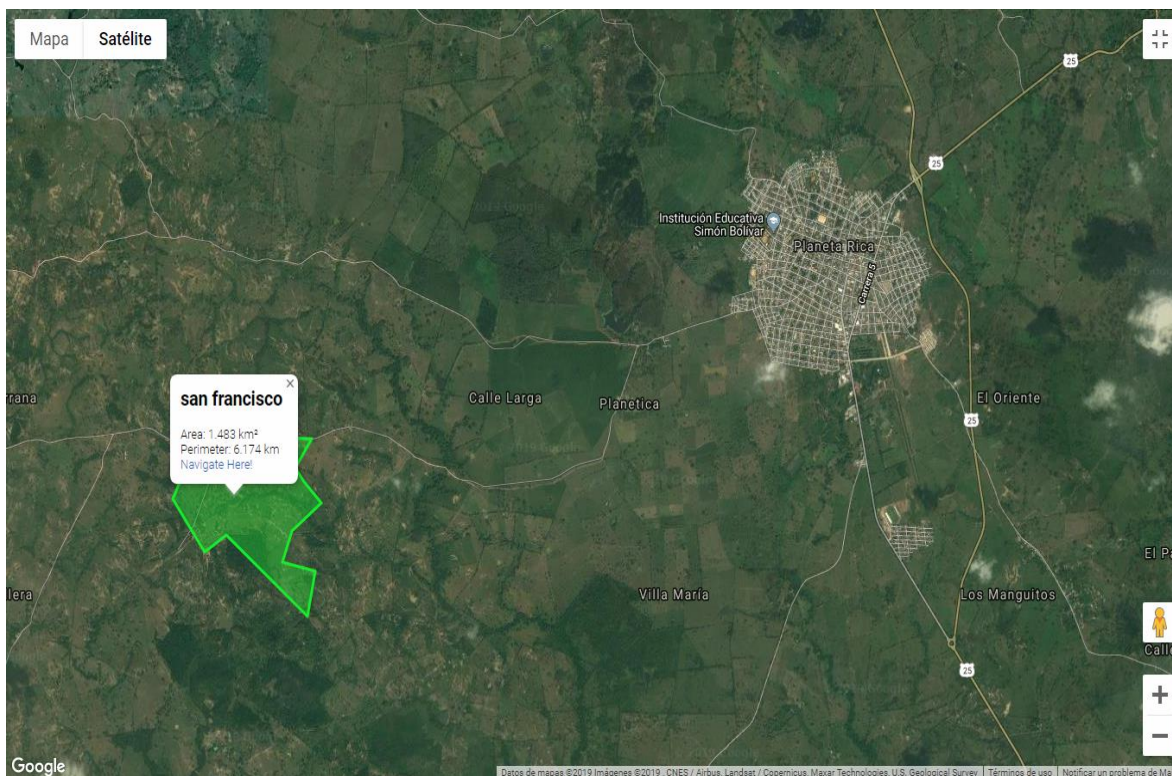 Mapa
Satélite
25
25
Institución Educativa
Simón Bolívar
Planeta Rica
Carrera 5
rrana
san francisco
Area: 1.483 km²
Perimeter: 6.174 km
Navigate Here!
Calle Larga
Planetica
El Oriente
25
El Pa
lera
Villa María
Los Manguitos
Calle
25
Google
Datos de mapas ©2019 Imágenes ©2019 , CNES / Airbus, Landsat / Copernicus, Maxar Technologies, U.S. Geological Survey
Términos de uso
Notificar un problema de Ma